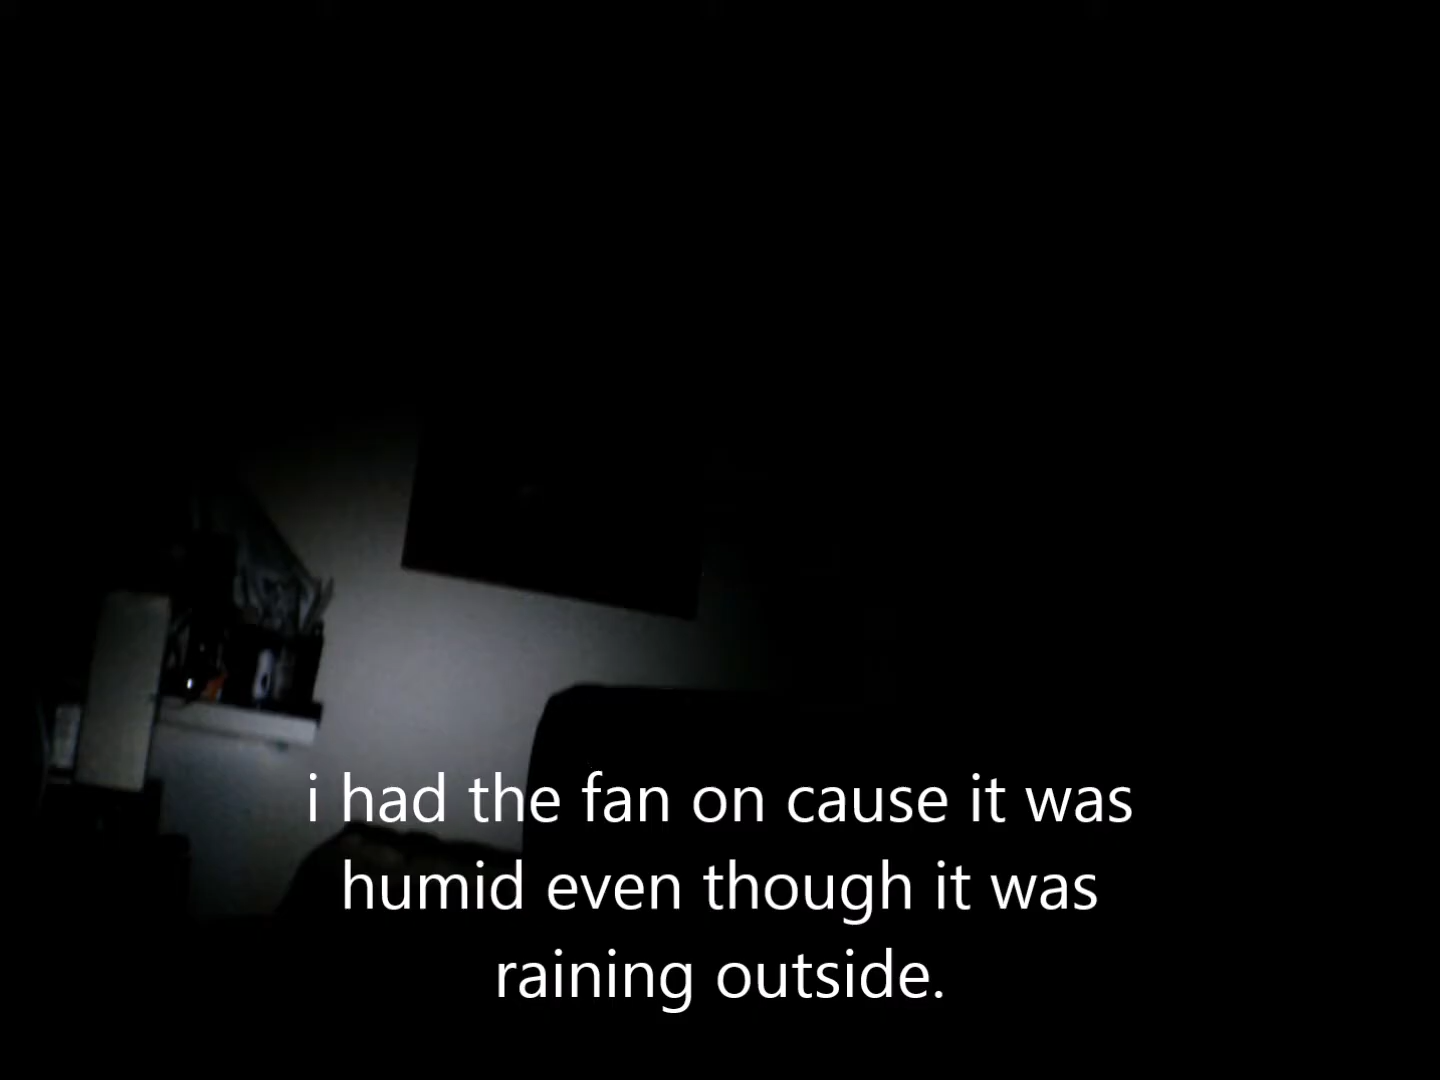 i had the fan on cause it was
humid even though it was
raining outside.